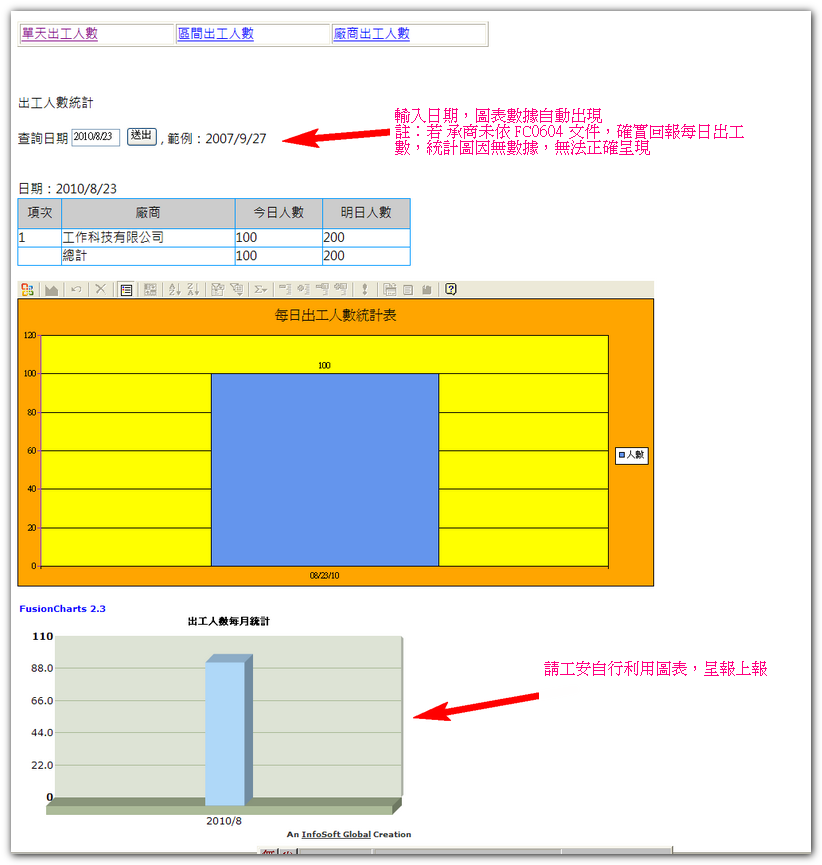 單天出工人數 區間出工人數 廠商出工人數
出工人數統計
輸入日期，圖表數據自動出現
註：若 承商未依 FC0604 文件，確實回報每日出工
數，統計圖因無數據，無法正確呈現
查詢日期 2010/8/23 送出 , 範例：2007/9/27
日期：2010/8/23
項次 廠商 今日人數 明日人數
1 工作科技有限公司 100 200
總計 100 200
每日出工人數統計表
120
100
100
80
60
人數
40
20
0
08/23/10
FusionCharts 2.3
出工人數每月統計
110
88.0
66.0
44.0
22.0
0
2010/8
請工安自行利用圖表，呈報上報
An InfoSoft Global Creation